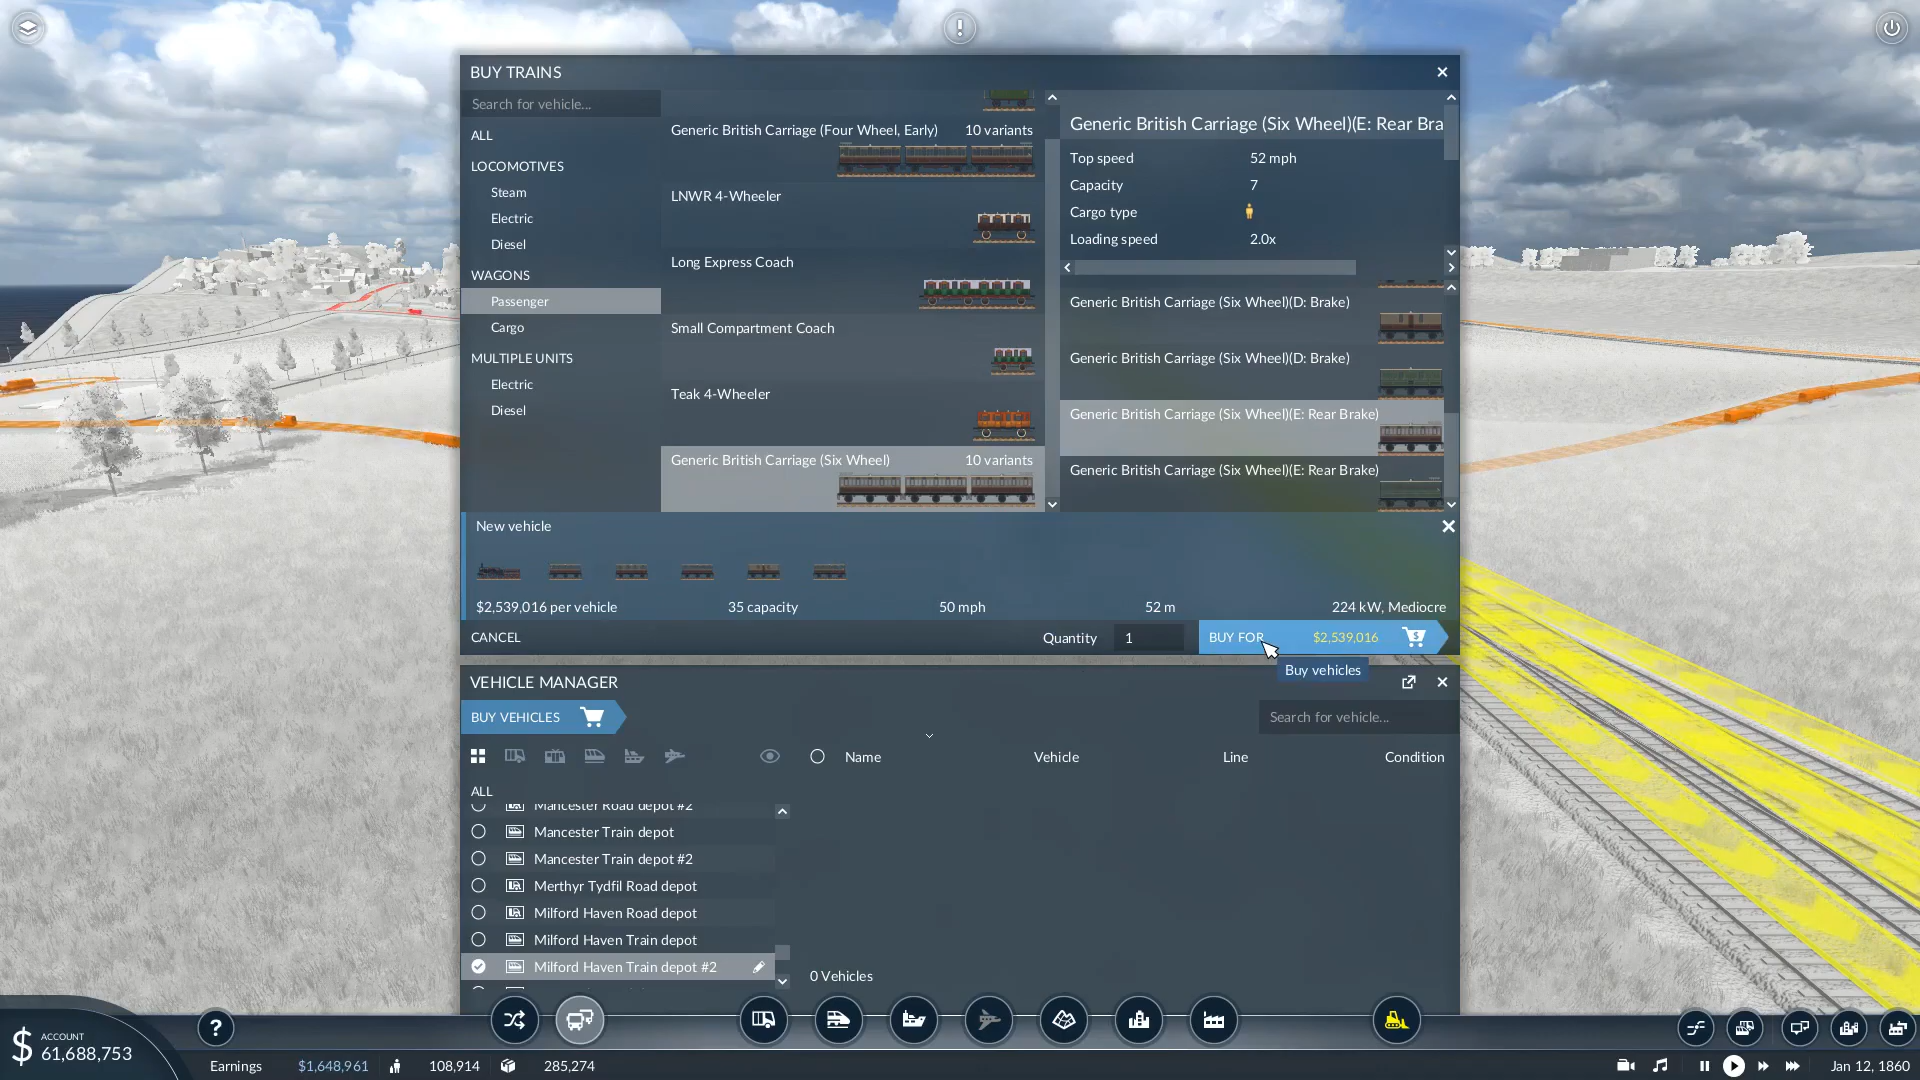 BUY TRAINS
Search for vehicle...
ALL
LOCOMOTIVES
Steam
Electric
Diesel
WAGONS
Passenger
Cargo
MULTIPLE UNITS
Electric
Diesel
Generic British Carriage (Four Wheel, Early) 10 variants
LNWR 4-Wheeler
Long Express Coach
Small Compartment Coach
Teak 4-Wheeler
Generic British Carriage (Six Wheel) 10 variants
Generic British Carriage (Six Wheel)(E: Rear Bra
Top speed 52 mph
Capacity 7
Cargo type
Loading speed 2.0x
Generic British Carriage (Six Wheel)(D: Brake)
Generic British Carriage (Six Wheel)(D: Brake)
Generic British Carriage (Six Wheel)(E: Rear Brake)
Generic British Carriage (Six Wheel)(E: Rear Brake)
New vehicle
$2,539,016 per vehicle 35 capacity 50 mph 52 m 224 kW, Mediocre
CANCEL Quantity 1 BUY FOR $2,539,016
Buy vehicles
VEHICLE MANAGER
BUY VEHICLES Search for vehicle...
Name Vehicle Line Condition
ALL
Mancester Road depot #2
Mancester Train depot
Mancester Train depot #2
Merthyr Tydfil Road depot
Milford Haven Road depot
Milford Haven Train depot
Milford Haven Train depot #2
0 Vehicles
?
$ ACCOUNT
61,688,753
Earnings $1,648,961 108,914 285,274 Jan 12, 1860